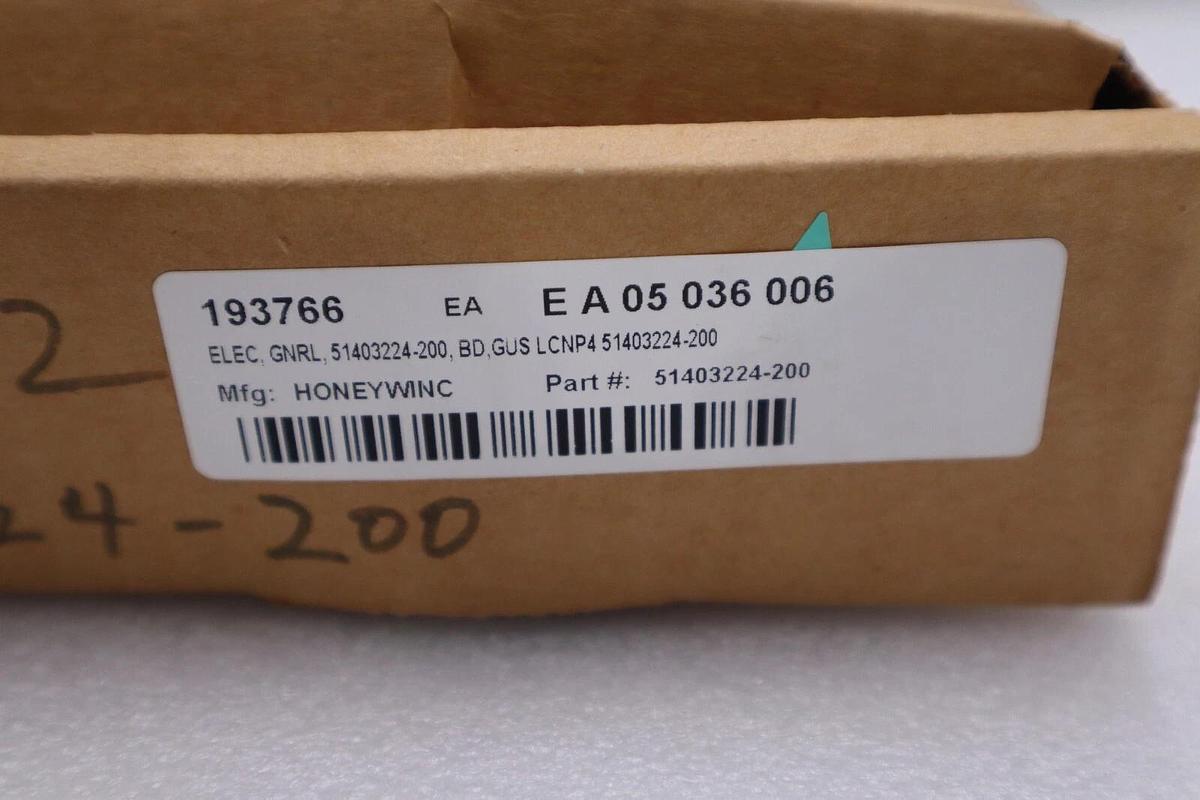 193766 EA E A 05 036 006
ELEC, GNRL, 51403224-200, BD,GUS LCNP4 51403224-200
Mfg: HONEYWINC Part #: 51403224-200
2
24-200